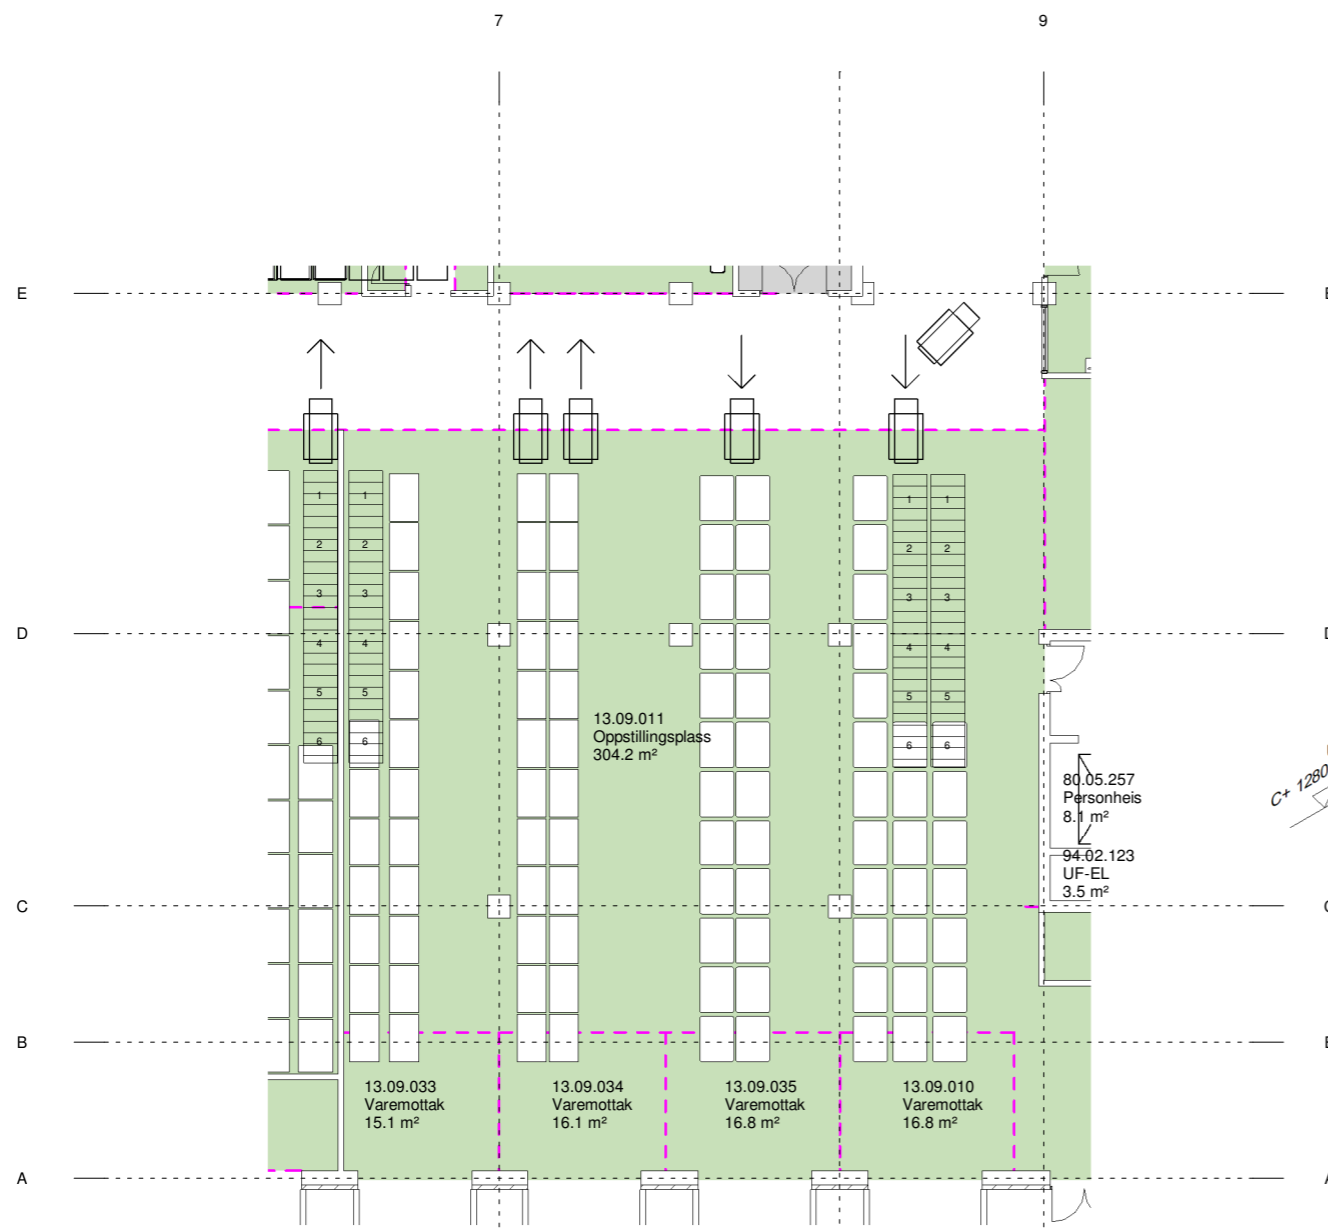 7
9
E
E
1
1
1
1
2
2
2
2
3
3
3
3
D
D
4
4
4
4
5
5
5
5
13.09.011
Oppstillingsplass
304.2 m²
6
6
6
6
80.05.257
Personheis
8.1 m²
C+ 1280
94.02.123
UF-EL
3.5 m²
C
B
13.09.033
Varemottak
15.1 m²
13.09.034
Varemottak
16.1 m²
13.09.035
Varemottak
16.8 m²
13.09.010
Varemottak
16.8 m²
A